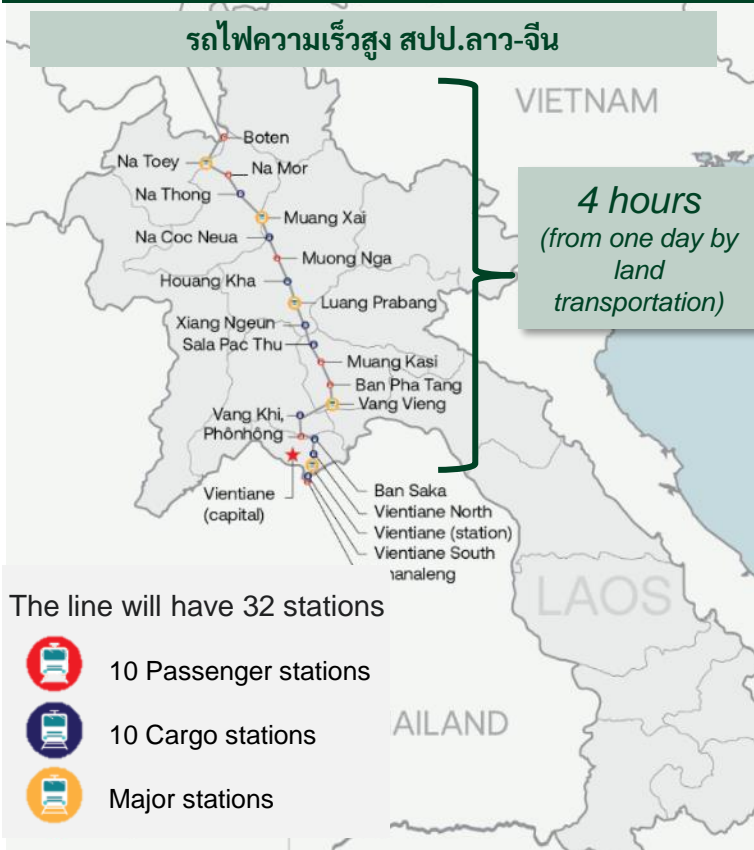 รถไฟความเร็วสูง สปป.ลาว-จีน
VIETNAM
Boten
Na Toey
Na Mor
Na Thong
Muang Xai
Na Coc Neua
Muong Nga
Houang Kha
Luang Prabang
Xiang Ngeun
Sala Pac Thu
Muang Kasi
Ban Pha Tang
Vang Vieng
Vang Khi,
Phônhông
Vientiane
(capital)
Ban Saka
Vientiane North
Vientiane (station)
Vientiane South
hanaleng
4 hours
(from one day by
land
transportation)
LAOS
AILAND
The line will have 32 stations
10 Passenger stations
10 Cargo stations
Major stations